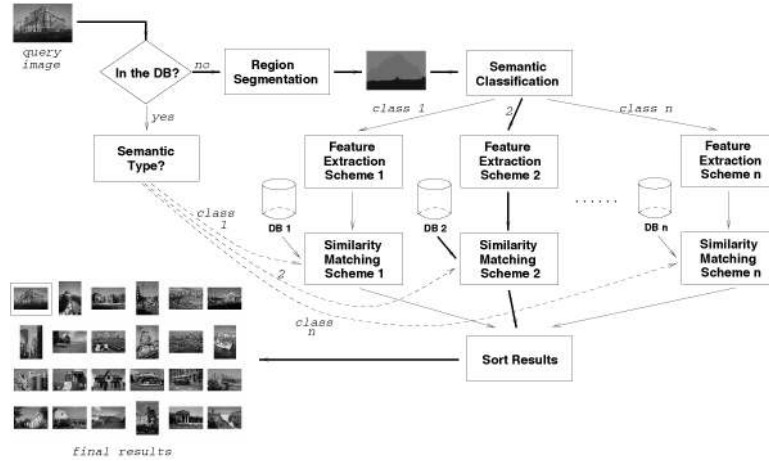 query
image
In the DB?
no
Region
Segmentation
Semantic
Classification
yes
class 1
2
class n
Semantic
Type?
Feature
Extraction
Scheme 1
Feature
Extraction
Scheme 2
Feature
Extraction
Scheme n
......
class
1
DB 1
DB 2
DB n
Similarity
Matching
Scheme 1
Similarity
Matching
Scheme 2
Similarity
Matching
Scheme n
2
class
n
Sort Results
final results